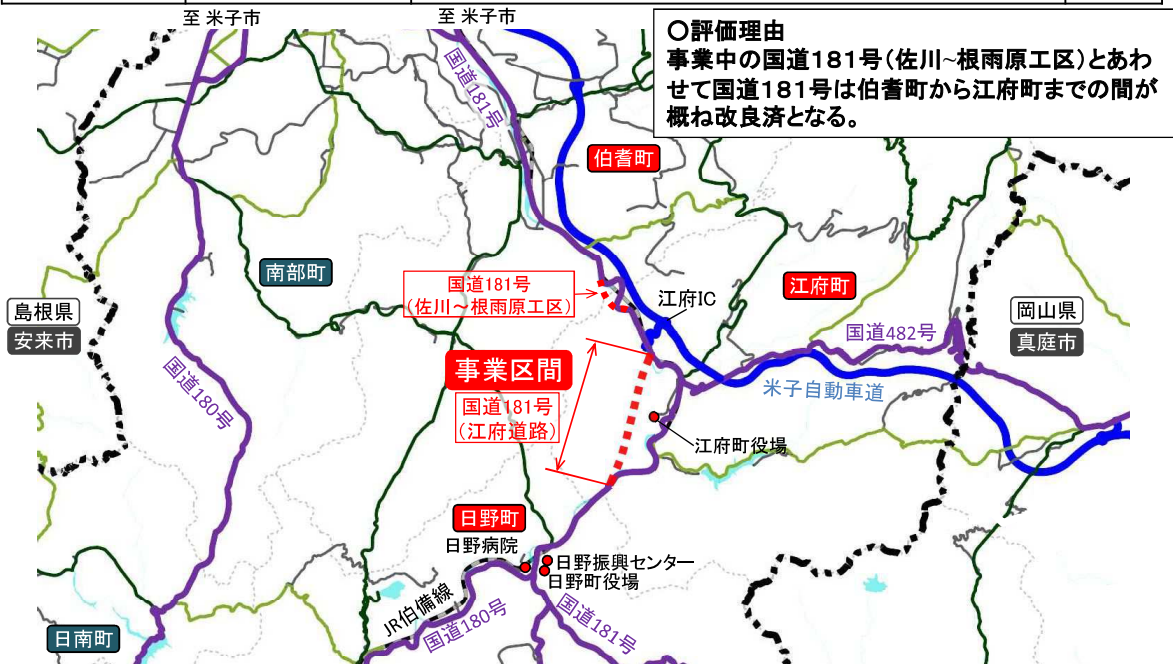 至 米子市
至 米子市
○評価理由
事業中の国道181号(佐川~根雨原工区)とあわ
せて国道181号は伯耆町から江府町までの間が
概ね改良済となる。
国道181号
伯耆町
南部町
国道181号
(佐川～根雨原工区)
江府IC
江府町
島根県
安来市
岡山県
真庭市
国道482号
事業区間
国道181号
(江府道路)
米子自動車道
国道180号
江府町役場
日野町
日野病院
日野振興センター
日野町役場
JR伯備線
国道180号
国道181号
日南町